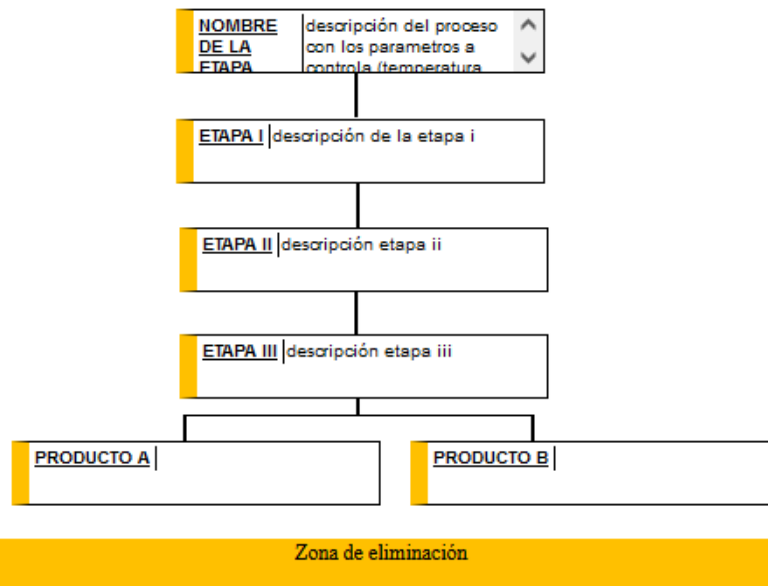 NOMBRE descripción del proceso
DE LA con los parametros a
ETAPA controla (temperatura
ETAPA I descripción de la etapa i
ETAPA II descripción etapa ii
ETAPA III descripción etapa iii
PRODUCTO A PRODUCTO B
Zona de eliminación